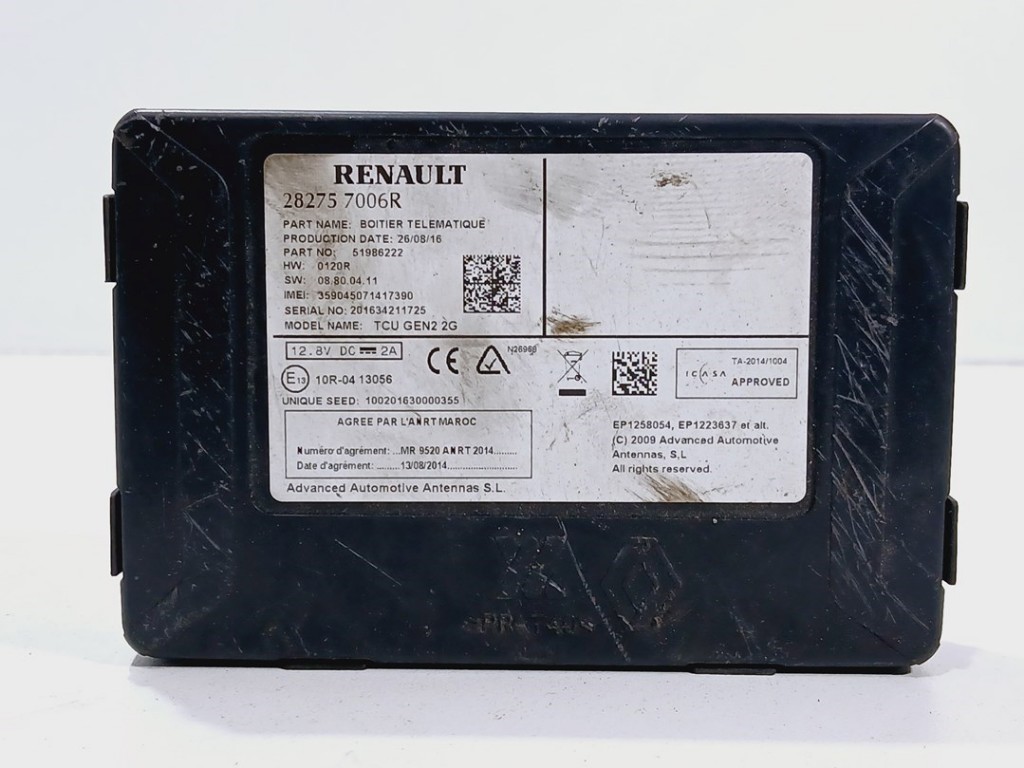 RENAULT
28275 7006R
PART NAME: BOITIER TELEMATIQUE
PRODUCTION DATE: 26/08/16
PART NO: 51986222
HW: 0120R
SW: 08.80.04.11
IMEI: 359045071417390
SERIAL NO: 201634211725
MODEL NAME: TCU GEN2 2G
12.8V DC 2A
CE N26968
E13 10R-04 13056
UNIQUE SEED: 100201630000355
AGREE PAR L'ANRT MAROC
Numéro d'agrément: ...MR 9520 ANRT 2014........
Date d'agrément: ........13/08/2014........................
Advanced Automotive Antennas S.L.
TA-2014/1004
ICASA APPROVED
EP1258054, EP1223637 et alt.
(C) 2009 Advanced Automotive
Antennas, S,L
All rights reserved.